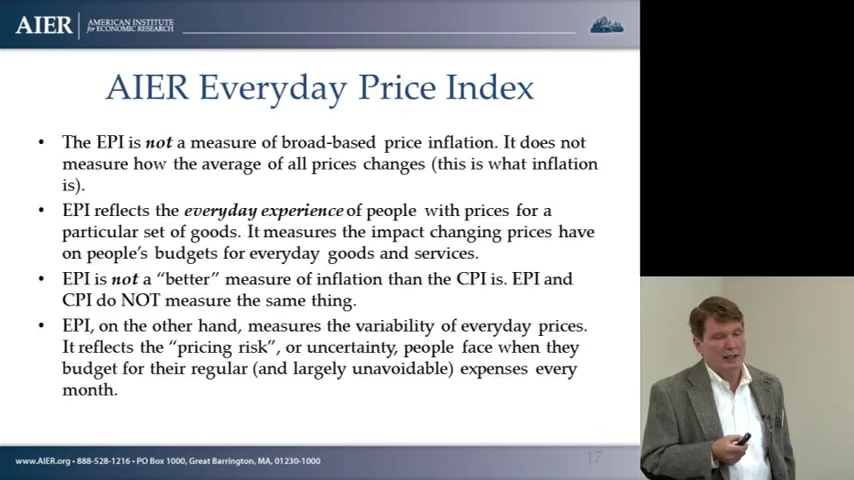 AIER AMERICAN INSTITUTE
for ECONOMIC RESEARCH
AIER Everyday Price Index
• The EPI is not a measure of broad-based price inflation. It does not
measure how the average of all prices changes (this is what inflation
is).
• EPI reflects the everyday experience of people with prices for a
particular set of goods. It measures the impact changing prices have
on people's budgets for everyday goods and services.
• EPI is not a "better" measure of inflation than the CPI is. EPI and
CPI do NOT measure the same thing.
• EPI, on the other hand, measures the variability of everyday prices.
It reflects the "pricing risk", or uncertainty, people face when they
budget for their regular (and largely unavoidable) expenses every
month.
www.AIER.org • 888-528-1216 • PO Box 1000, Great Barrington, MA, 01230-1000
17